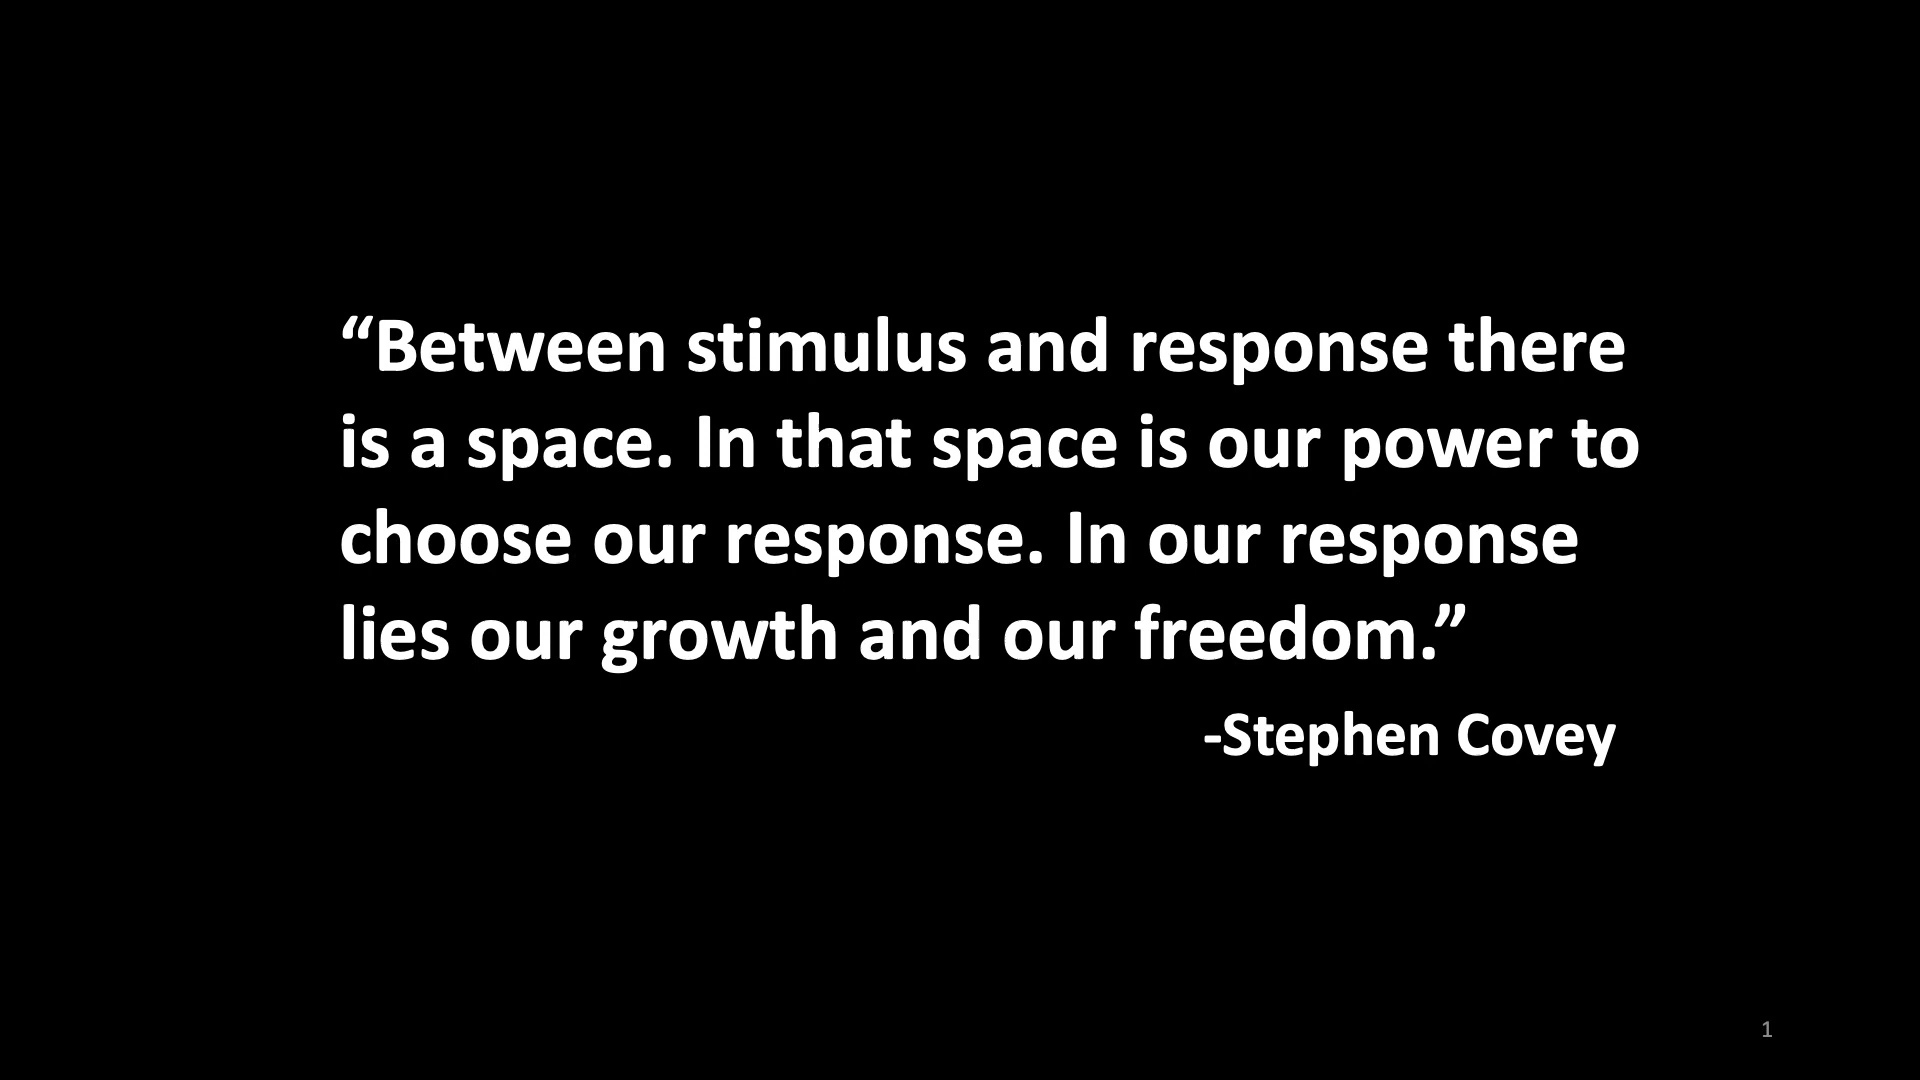 “Between stimulus and response there
is a space. In that space is our power to
choose our response. In our response
lies our growth and our freedom.”
-Stephen Covey
1